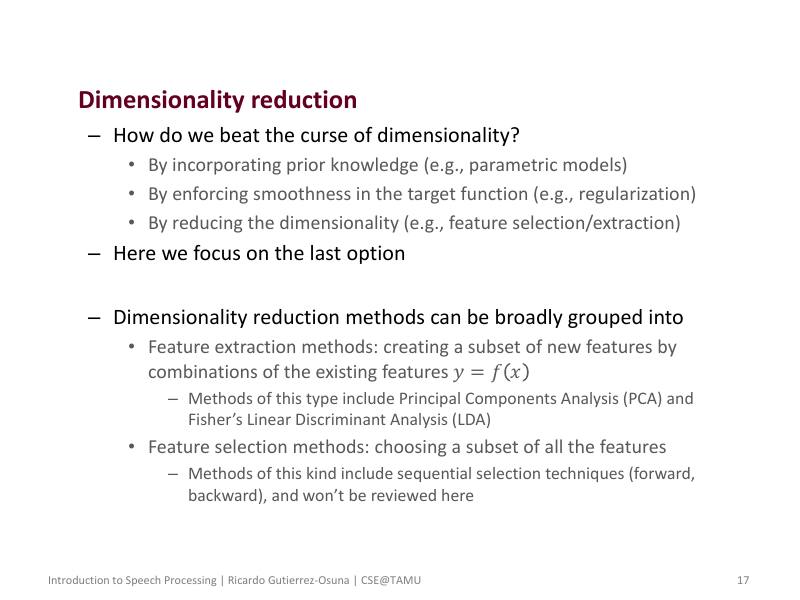 Dimensionality reduction
– How do we beat the curse of dimensionality?
• By incorporating prior knowledge (e.g., parametric models)
• By enforcing smoothness in the target function (e.g., regularization)
• By reducing the dimensionality (e.g., feature selection/extraction)
– Here we focus on the last option
– Dimensionality reduction methods can be broadly grouped into
• Feature extraction methods: creating a subset of new features by
combinations of the existing features 𝑦 = 𝑓(𝑥)
– Methods of this type include Principal Components Analysis (PCA) and
Fisher’s Linear Discriminant Analysis (LDA)
• Feature selection methods: choosing a subset of all the features
– Methods of this kind include sequential selection techniques (forward,
backward), and won’t be reviewed here
Introduction to Speech Processing | Ricardo Gutierrez-Osuna | CSE@TAMU 17